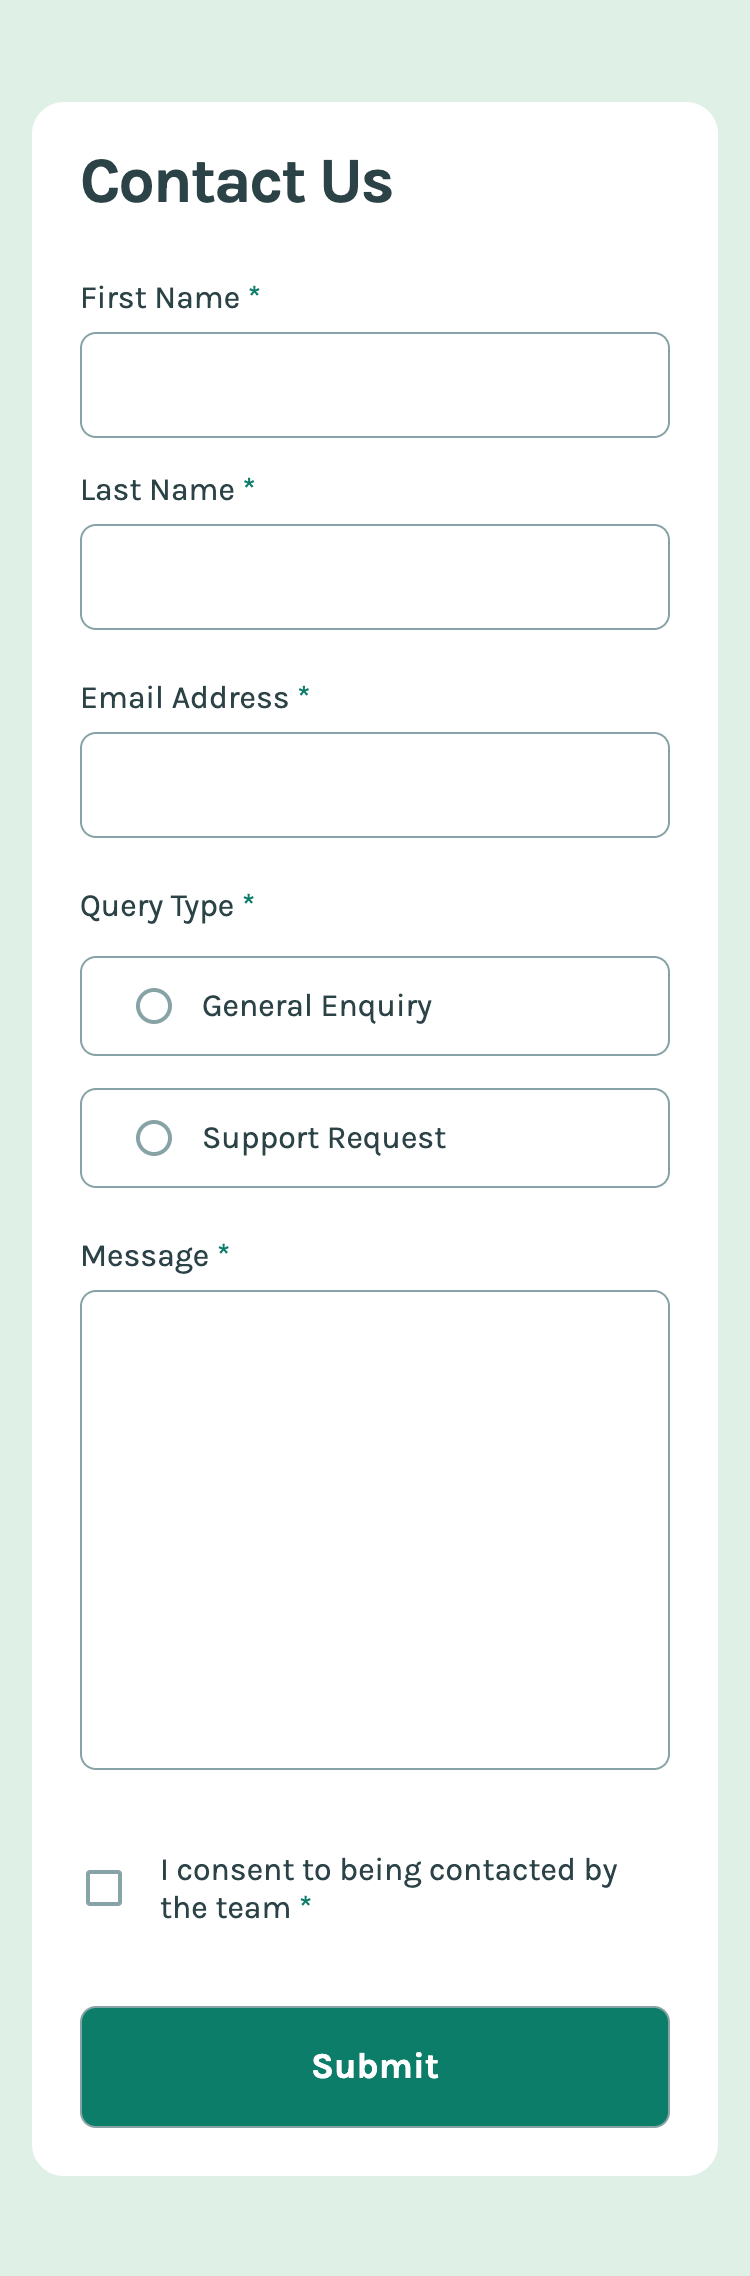 Contact Us
First Name *
Last Name *
Email Address *
Query Type *
General Enquiry
Support Request
Message *
I consent to being contacted by
the team *
Submit